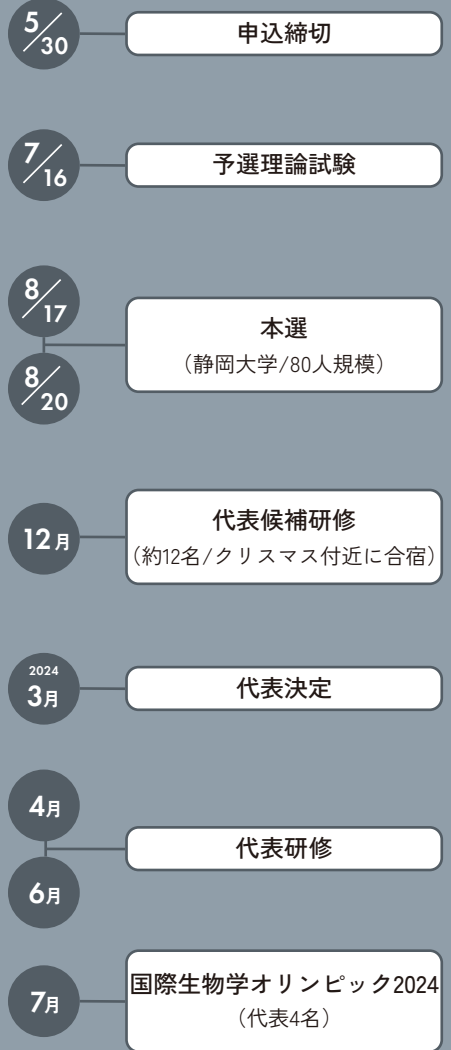 5/30
申込締切
7/16
予選理論試験
8/17
8/20
本選
（静岡大学/80人規模）
12月
代表候補研修
（約12名/クリスマス付近に合宿）
2024
3月
代表決定
4月
6月
代表研修
7月
国際生物学オリンピック2024
（代表4名）